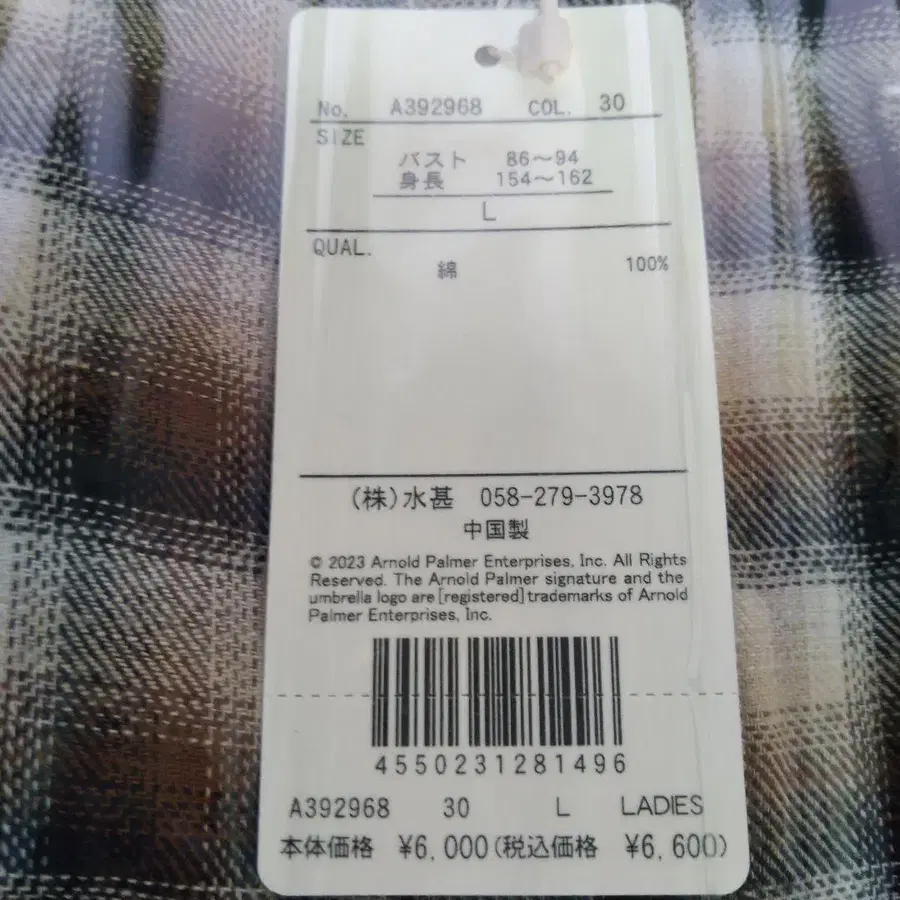 No. A392968 COL. 30
SIZE
バスト 86～94
身長 154～162
L
QUAL.
綿 100%
(株)水甚 058-279-3978
中国製
© 2023 Arnold Palmer Enterprises, Inc. All Rights
Reserved. The Arnold Palmer signature and the
umbrella logo are [registered] trademarks of Arnold
Palmer Enterprises, Inc.
4550231281496
A392968 30 L LADIES
本体価格 ¥6,000(税込価格 ¥6,600)